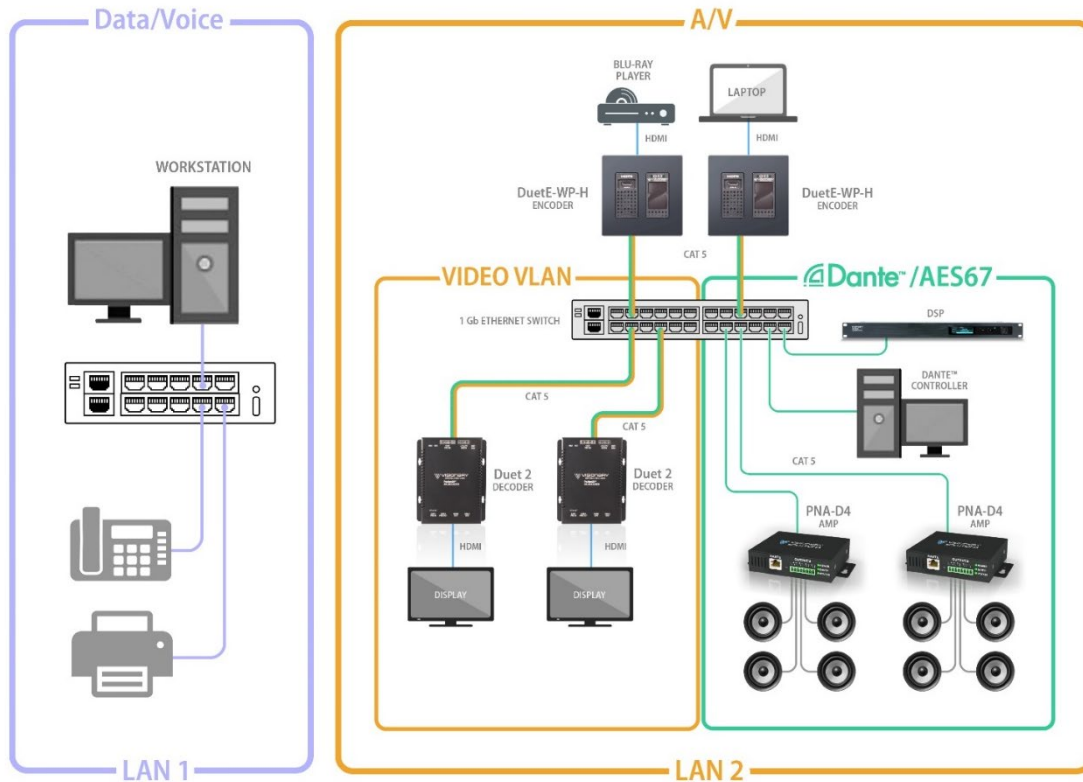 Data/Voice
A/V
BLU-RAY
PLAYER
LAPTOP
HDMI
HDMI
WORKSTATION
DuetE-WP-H
ENCODER
DuetE-WP-H
ENCODER
CAT 5
VIDEO VLAN
Dante™ /AES67
1 Gb ETHERNET SWITCH
DSP
DANTE™
CONTROLLER
CAT 5
CAT 5
CAT 5
Duet 2
DECODER
Duet 2
DECODER
PNA-D4
AMP
PNA-D4
AMP
HDMI
HDMI
DISPLAY
DISPLAY
LAN 1
LAN 2